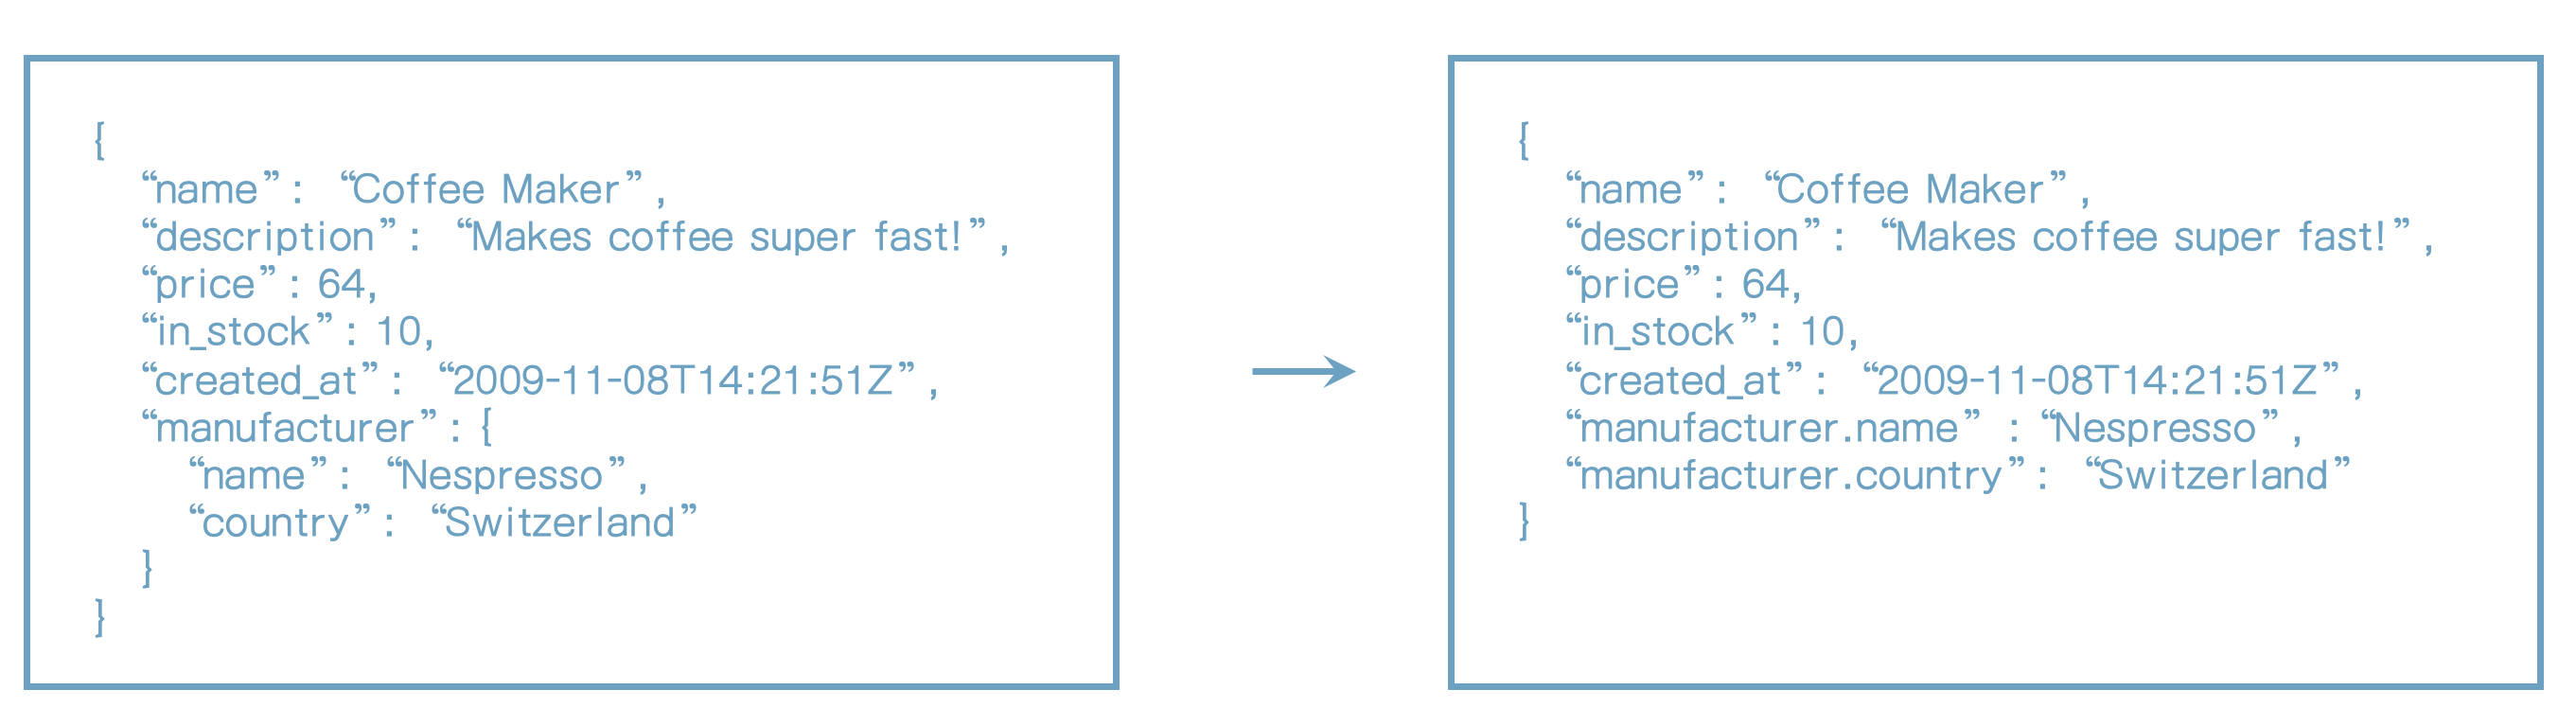 {
“name”: “Coffee Maker”,
“description”: “Makes coffee super fast!”,
“price”: 64,
“in_stock”: 10,
“created_at”: “2009-11-08T14:21:51Z”,
“manufacturer”: {
“name”: “Nespresso”,
“country”: “Switzerland”
}
}
{
“name”: “Coffee Maker”,
“description”: “Makes coffee super fast!”,
“price”: 64,
“in_stock”: 10,
“created_at”: “2009-11-08T14:21:51Z”,
“manufacturer.name” : “Nespresso”,
“manufacturer.country”: “Switzerland”
}